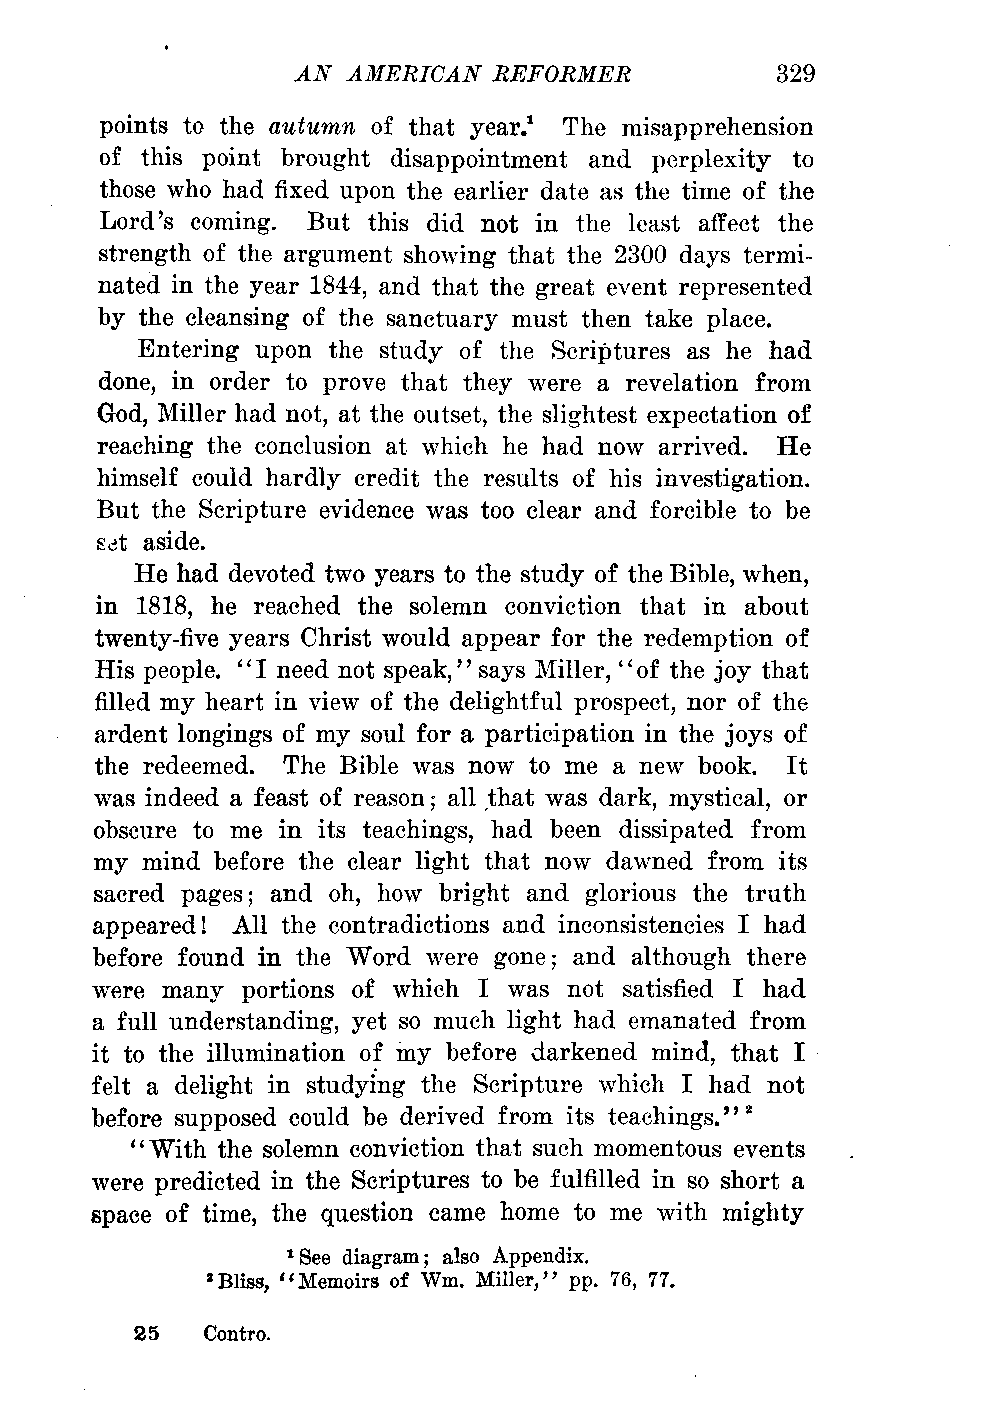 AN AMERICAN REFORMER 329
points to the autumn of that year.¹ The misapprehension
of this point brought disappointment and perplexity to
those who had fixed upon the earlier date as the time of the
Lord's coming. But this did not in the least affect the
strength of the argument showing that the 2300 days termi-
nated in the year 1844, and that the great event represented
by the cleansing of the sanctuary must then take place.
Entering upon the study of the Scriptures as he had
done, in order to prove that they were a revelation from
God, Miller had not, at the outset, the slightest expectation of
reaching the conclusion at which he had now arrived. He
himself could hardly credit the results of his investigation.
But the Scripture evidence was too clear and forcible to be
set aside.
He had devoted two years to the study of the Bible, when,
in 1818, he reached the solemn conviction that in about
twenty-five years Christ would appear for the redemption of
His people. "I need not speak," says Miller, "of the joy that
filled my heart in view of the delightful prospect, nor of the
ardent longings of my soul for a participation in the joys of
the redeemed. The Bible was now to me a new book. It
was indeed a feast of reason; all that was dark, mystical, or
obscure to me in its teachings, had been dissipated from
my mind before the clear light that now dawned from its
sacred pages; and oh, how bright and glorious the truth
appeared! All the contradictions and inconsistencies I had
before found in the Word were gone; and although there
were many portions of which I was not satisfied I had
a full understanding, yet so much light had emanated from
it to the illumination of my before darkened mind, that I
felt a delight in studying the Scripture which I had not
before supposed could be derived from its teachings."²
"With the solemn conviction that such momentous events
were predicted in the Scriptures to be fulfilled in so short a
space of time, the question came home to me with mighty
¹See diagram; also Appendix.
²Bliss, "Memoirs of Wm. Miller," pp. 76, 77.
25 Contro.